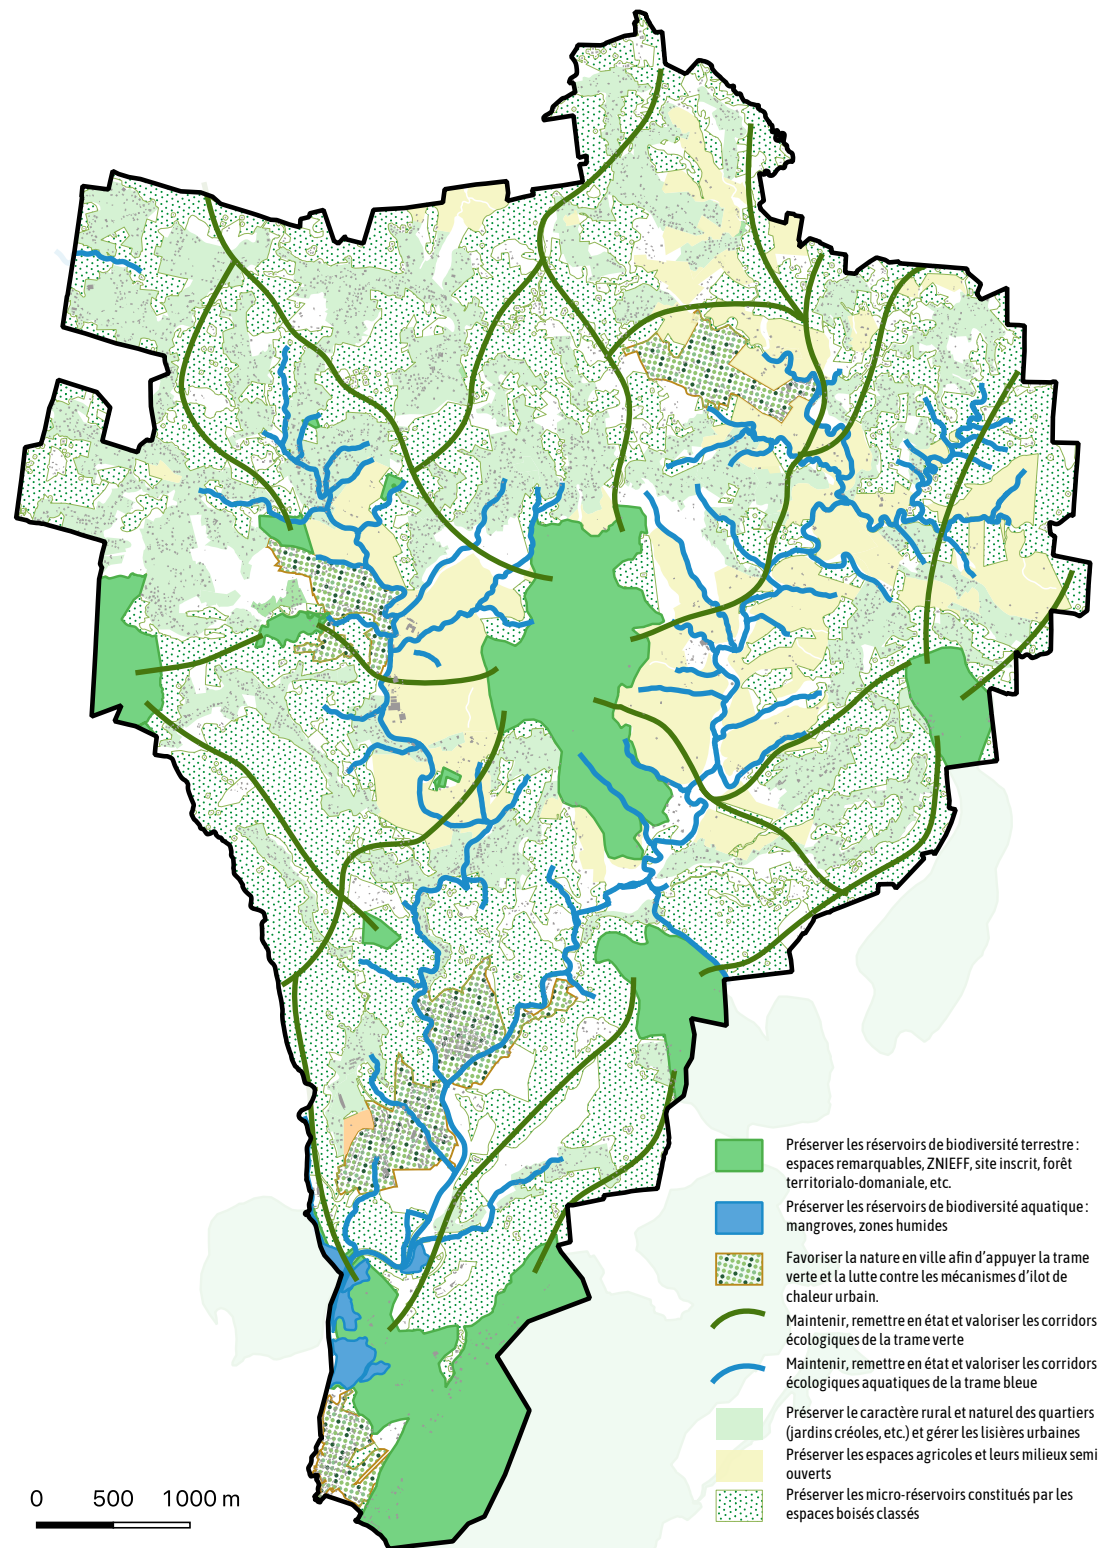 Préserver les réservoirs de biodiversité terrestre :
espaces remarquables, ZNIEFF, site inscrit, forêt
territorialo-domaniale, etc.
Préserver les réservoirs de biodiversité aquatique :
mangroves, zones humides
Favoriser la nature en ville afin d'appuyer la trame
verte et la lutte contre les mécanismes d'ilot de
chaleur urbain.
Maintenir, remettre en état et valoriser les corridors
écologiques de la trame verte
Maintenir, remettre en état et valoriser les corridors
écologiques aquatiques de la trame bleue
Préserver le caractère rural et naturel des quartiers
(jardins créoles, etc.) et gérer les lisières urbaines
Préserver les espaces agricoles et leurs milieux semi
ouverts
Préserver les micro-réservoirs constitués par les
espaces boisés classés
0 500 1000 m